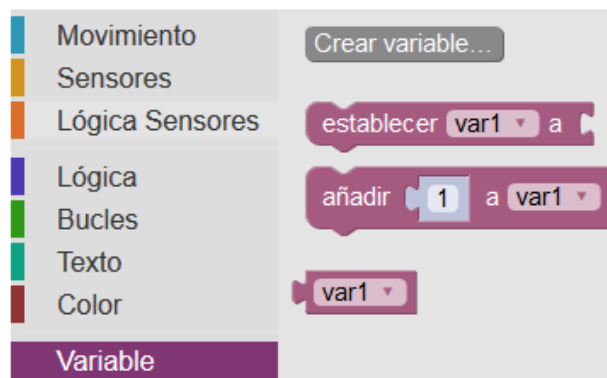 Movimiento
Sensores
Lógica Sensores
Lógica
Bucles
Texto
Color
Variable
Crear variable...
establecer var1 a
añadir 1 a var1
var1